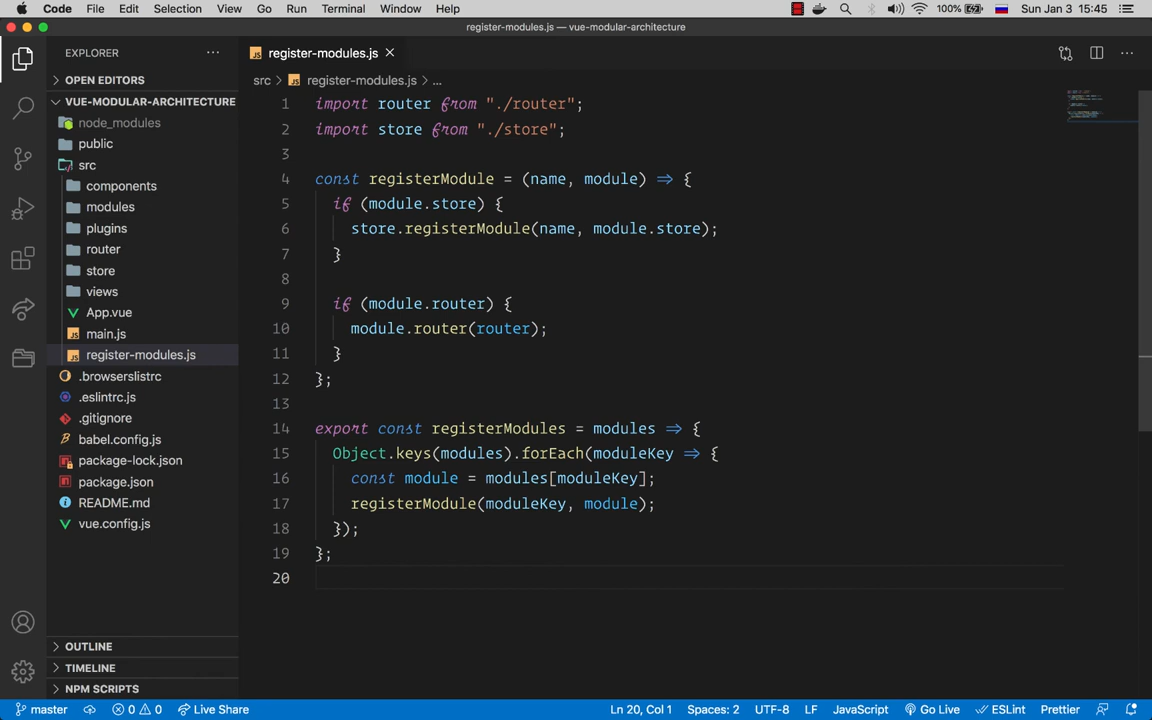 Code File Edit Selection View Go Run Terminal Window Help 100% Sun Jan 3 15:45
register-modules.js — vue-modular-architecture
EXPLORER
register-modules.js
OPEN EDITORS
src > register-modules.js > ...
VUE-MODULAR-ARCHITECTURE
node_modules
public
src
components
modules
plugins
router
store
views
App.vue
main.js
register-modules.js
.browserslistrc
.eslintrc.js
.gitignore
babel.config.js
package-lock.json
package.json
README.md
vue.config.js
OUTLINE
TIMELINE
NPM SCRIPTS
1 import router from "./router";
2 import store from "./store";
3
4 const registerModule = (name, module) => {
5 if (module.store) {
6 store.registerModule(name, module.store);
7 }
8
9 if (module.router) {
10 module.router(router);
11 }
12 };
13
14 export const registerModules = modules => {
15 Object.keys(modules).forEach(moduleKey => {
16 const module = modules[moduleKey];
17 registerModule(moduleKey, module);
18 });
19 };
20
master 0 0 Live Share Ln 20, Col 1 Spaces: 2 UTF-8 LF JavaScript Go Live ESLint Prettier